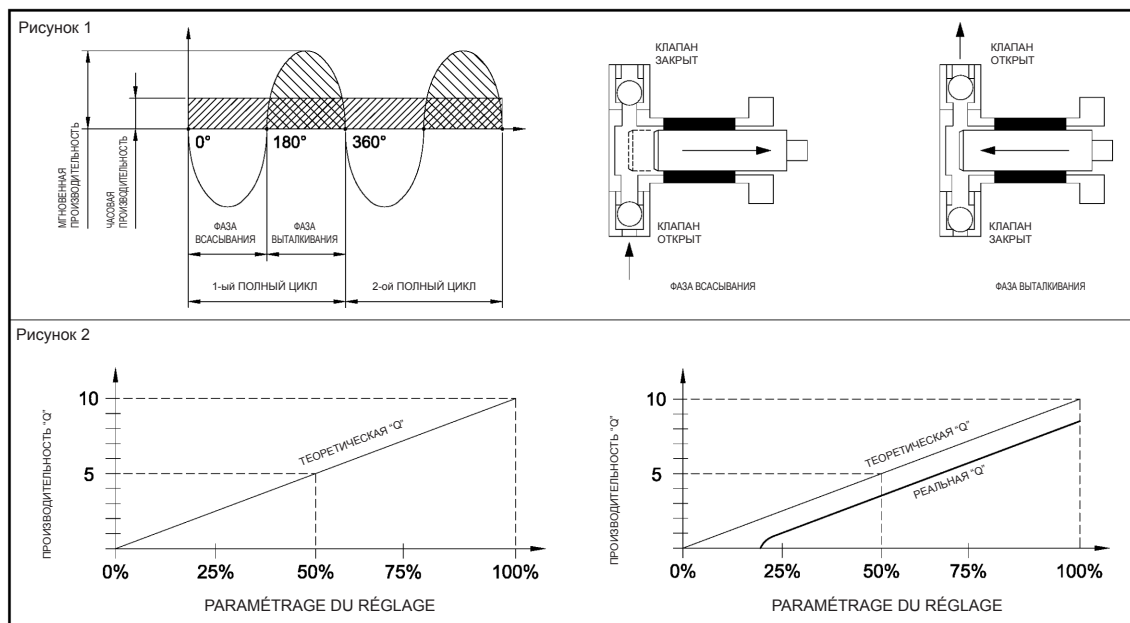 Рисунок 1
МГНОВЕННАЯ
ПРОИЗВОДИТЕЛЬНОСТЬ
ЧАСОВАЯ
ПРОИЗВОДИТЕЛЬНОСТЬ
0°
180°
360°
ФАЗА
ВСАСЫВАНИЯ
ФАЗА
ВЫТАЛКИВАНИЯ
1-ый ПОЛНЫЙ ЦИКЛ
2-ой ПОЛНЫЙ ЦИКЛ
КЛАПАН
ЗАКРЫТ
КЛАПАН
ОТКРЫТ
ФАЗА ВСАСЫВАНИЯ
КЛАПАН
ОТКРЫТ
КЛАПАН
ЗАКРЫТ
ФАЗА ВЫТАЛКИВАНИЯ
Рисунок 2
ПРОИЗВОДИТЕЛЬНОСТЬ "Q"
10
5
ТЕОРЕТИЧЕСКАЯ "Q"
0%
25%
50%
75%
100%
PARAMÉTRAGE DU RÉGLAGE
ПРОИЗВОДИТЕЛЬНОСТЬ "Q"
10
5
ТЕОРЕТИЧЕСКАЯ "Q"
РЕАЛЬНАЯ "Q"
0%
25%
50%
75%
100%
PARAMÉTRAGE DU RÉGLAGE